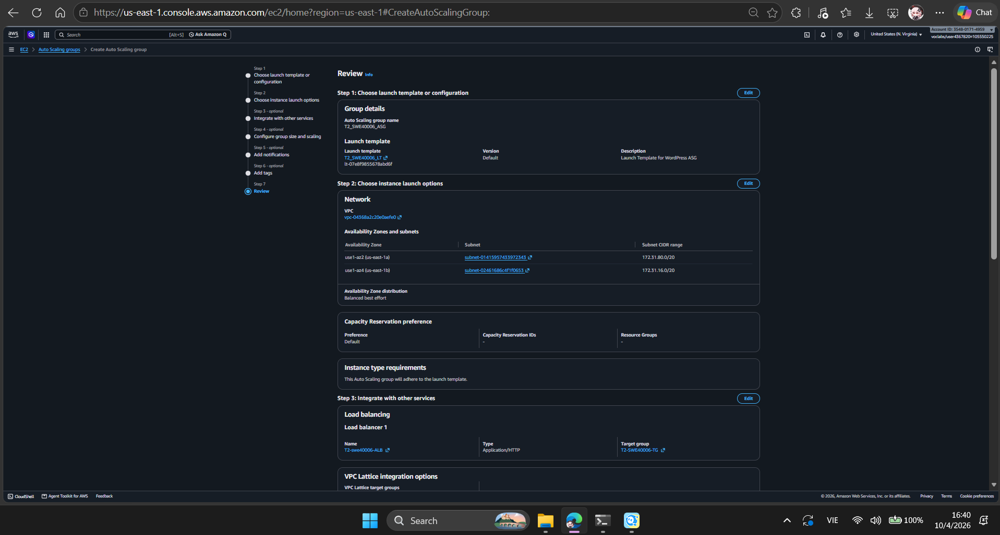 https://us-east-1.console.aws.amazon.com/ec2/home?region=us-east-1#CreateAutoScalingGroup:
Chat
aws
Search
[Alt+S]
Ask Amazon Q
United States (N. Virginia)
Account ID: 3548-0171-4959
voclabs/user4367820=105550225
EC2
Auto Scaling groups
Create Auto Scaling group
Step 1
Choose launch template or
configuration
Step 2
Choose instance launch options
Step 3 - optional
Integrate with other services
Step 4 - optional
Configure group size and scaling
Step 5 - optional
Add notifications
Step 6 - optional
Add tags
Step 7
Review
Review Info
Step 1: Choose launch template or configuration
Edit
Group details
Auto Scaling group name
T2_SWE40006_ASG
Launch template
Launch template
T2_SWE40006_LT
lt-07e8f9855678abd6f
Version
Default
Description
Launch Template for WordPress ASG
Step 2: Choose instance launch options
Edit
Network
VPC
vpc-04368a2c20e0aefe0
Availability Zones and subnets
Availability Zone
Subnet
Subnet CIDR range
use1-az2 (us-east-1a)
subnet-01415957433972343
172.31.80.0/20
use1-az4 (us-east-1b)
subnet-02461686c4f1f0653
172.31.16.0/20
Availability Zone distribution
Balanced best effort
Capacity Reservation preference
Preference
Default
Capacity Reservation IDs
-
Resource Groups
-
Instance type requirements
This Auto Scaling group will adhere to the launch template.
Step 3: Integrate with other services
Edit
Load balancing
Load balancer 1
Name
T2-swe40006-ALB
Type
Application/HTTP
Target group
T2-SWE40006-TG
VPC Lattice integration options
VPC Lattice target groups
CloudShell
Agent Toolkit for AWS
Feedback
© 2026, Amazon Web Services, Inc. or its affiliates.
Privacy
Terms
Cookie preferences
Search
VIE
100%
16:40
10/4/2026